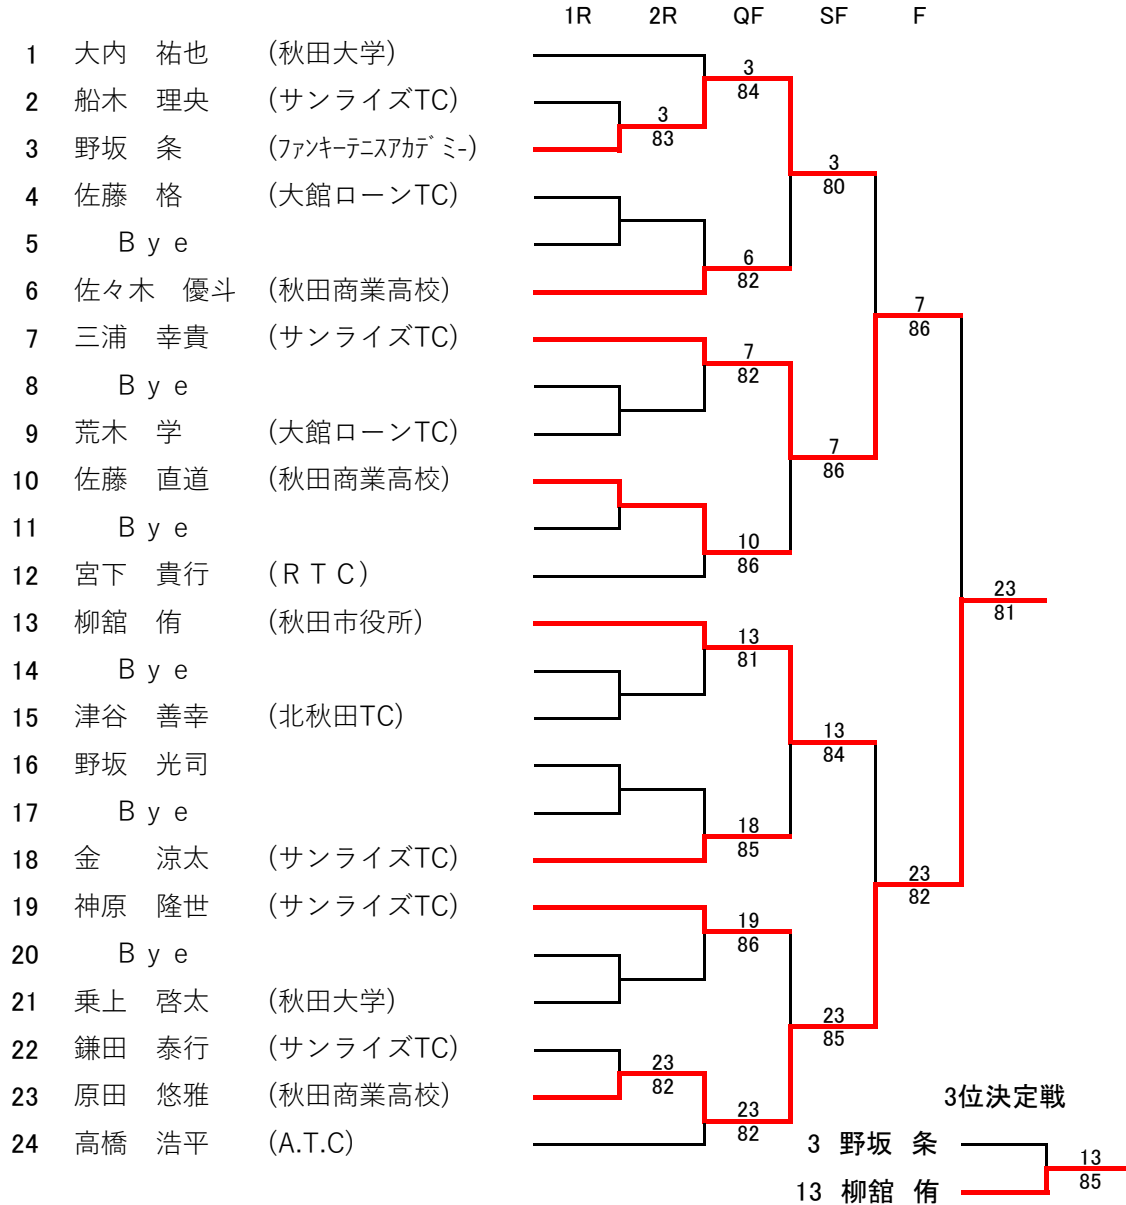 1R 2R QF SF F
1 大内 祐也 (秋田大学)
3
84
2 船木 理央 (サンライズTC)
3
83
3 野坂 条 (ファンキーテニスアカデミー)
3
80
4 佐藤 格 (大館ローンTC)
5 Bye
6
82
6 佐々木 優斗 (秋田商業高校)
7
86
7 三浦 幸貴 (サンライズTC)
7
82
8 Bye
9 荒木 学 (大館ローンTC)
7
86
10 佐藤 直道 (秋田商業高校)
11 Bye
10
86
12 宮下 貴行 (RTC)
23
81
13 柳舘 侑 (秋田市役所)
13
81
14 Bye
15 津谷 善幸 (北秋田TC)
13
84
16 野坂 光司
17 Bye
18
85
18 金 涼太 (サンライズTC)
23
82
19 神原 隆世 (サンライズTC)
19
86
20 Bye
21 乗上 啓太 (秋田大学)
23
85
22 鎌田 泰行 (サンライズTC)
23
82
23 原田 悠雅 (秋田商業高校)
23
82
24 高橋 浩平 (A.T.C)
3位決定戦
3 野坂 条
13
85
13 柳舘 侑